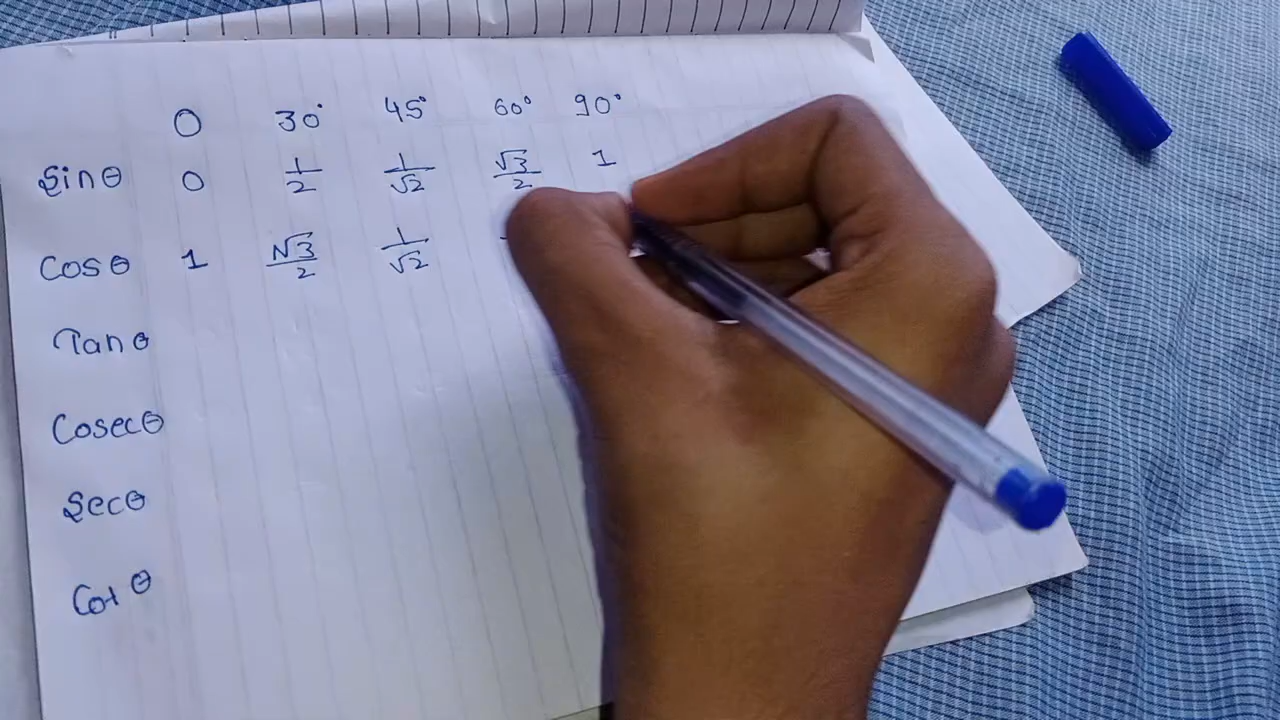 0 30° 45° 60° 90°
Sinθ 0 1/2 1/√2 √3/2 1
Cosθ 1 √3/2 1/√2
Tanθ
Cosecθ
Secθ
Cotθ